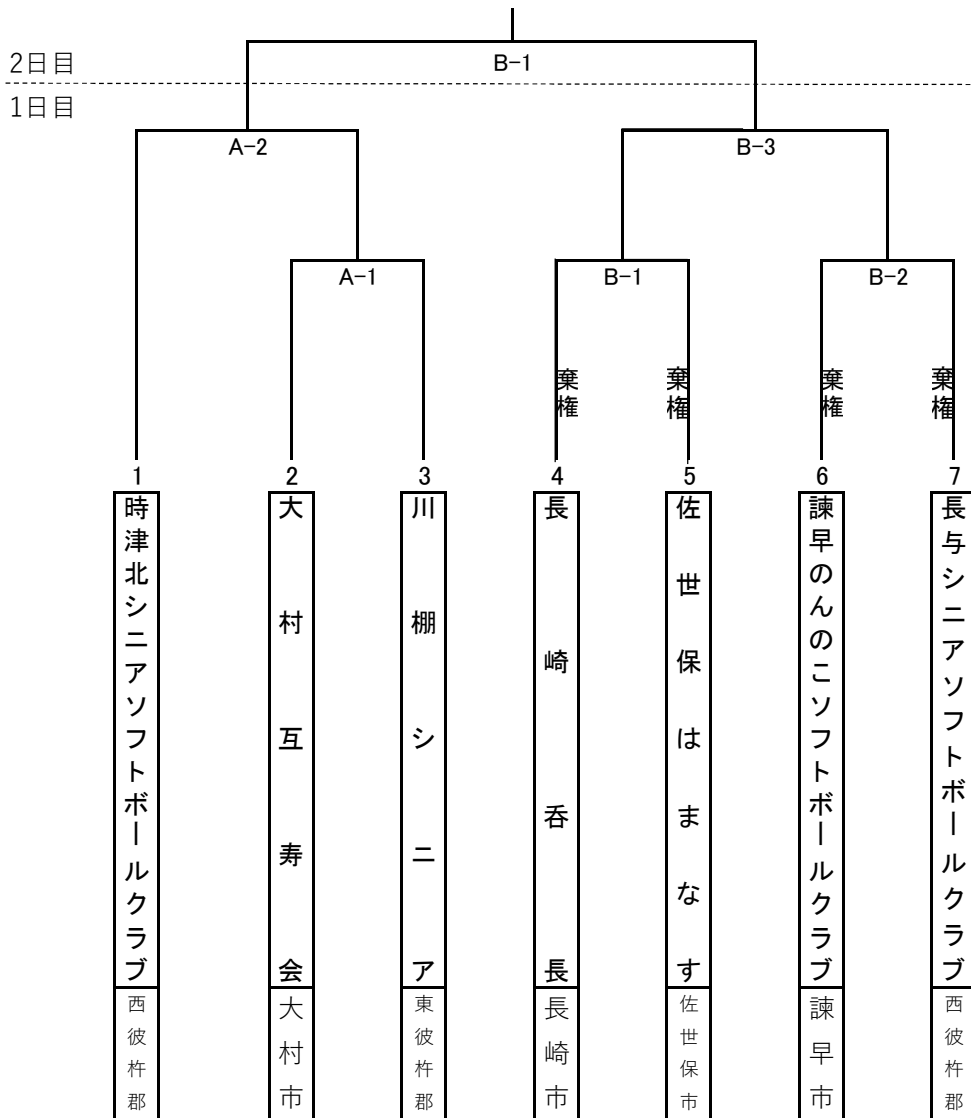 2日目
B-1
1日目
A-2
B-3
A-1
B-1
B-2
棄権
棄権
棄権
棄権
1
2
3
4
5
6
7
時津北シニアソフトボールクラブ
大村互寿会
川棚シニア
長崎呑長
佐世保はまなす
諫早のんのこソフトボールクラブ
長与シニアソフトボールクラブ
西彼杵郡
大村市
東彼杵郡
長崎市
佐世保市
諫早市
西彼杵郡